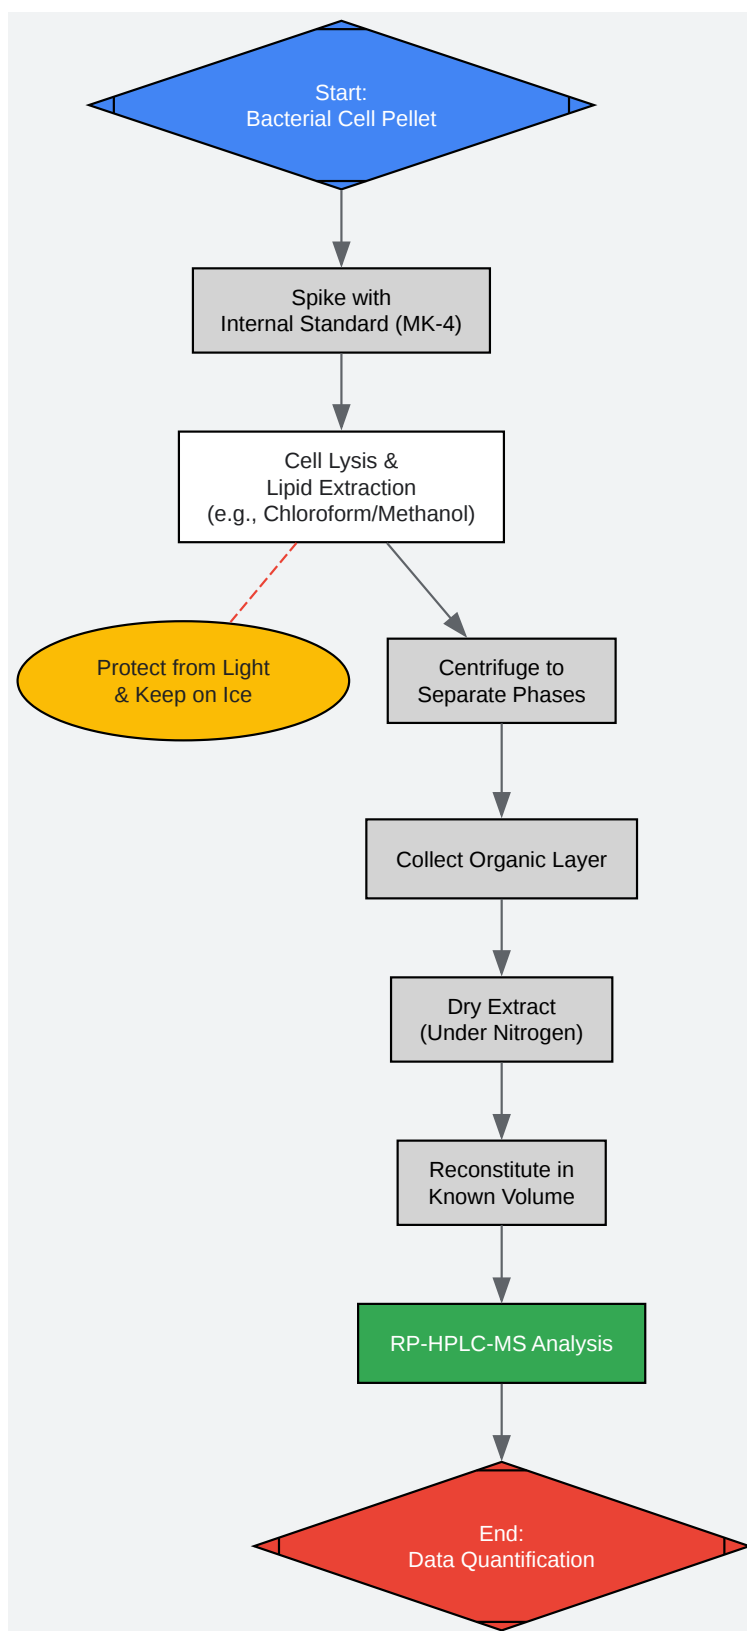 Start:
Bacterial Cell Pellet
Spike with
Internal Standard (MK-4)
Cell Lysis &
Lipid Extraction
(e.g., Chloroform/Methanol)
Protect from Light
& Keep on Ice
Centrifuge to
Separate Phases
Collect Organic Layer
Dry Extract
(Under Nitrogen)
Reconstitute in
Known Volume
RP-HPLC-MS Analysis
End:
Data Quantification